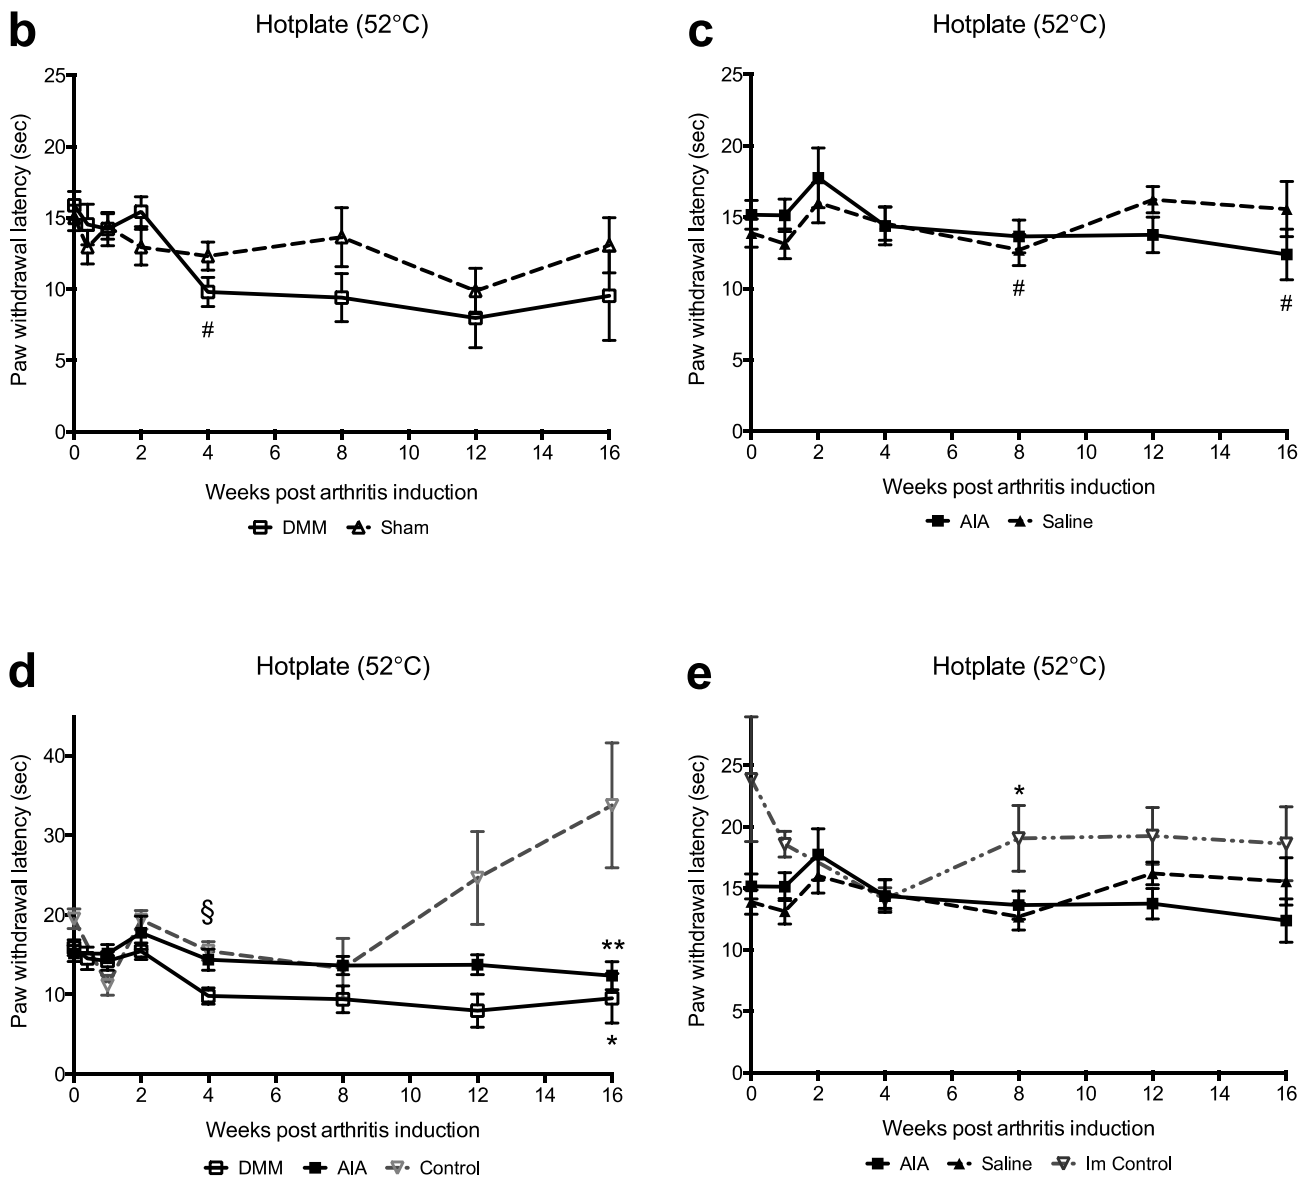 b
Hotplate (52°C)
Paw withdrawal latency (sec)
25
20
15
10
5
0
#
0 2 4 6 8 10 12 14 16
Weeks post arthritis induction
DMM Sham
c
Hotplate (52°C)
Paw withdrawal latency (sec)
25
20
15
10
5
0
# #
0 2 4 6 8 10 12 14 16
Weeks post arthritis induction
AIA Saline
d
Hotplate (52°C)
Paw withdrawal latency (sec)
40
30
20
10
0
§
**
*
0 2 4 6 8 10 12 14 16
Weeks post arthritis induction
DMM AIA Control
e
Hotplate (52°C)
Paw withdrawal latency (sec)
25
20
15
10
5
0
*
0 2 4 6 8 10 12 14 16
Weeks post arthritis induction
AIA Saline Im Control